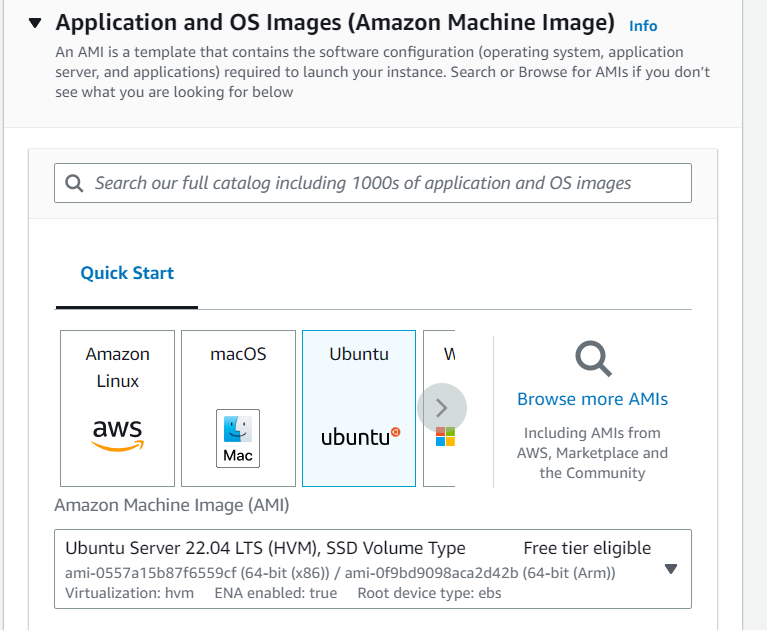 Application and OS Images (Amazon Machine Image) Info
An AMI is a template that contains the software configuration (operating system, application
server, and applications) required to launch your instance. Search or Browse for AMIs if you don't
see what you are looking for below
Search our full catalog including 1000s of application and OS images
Quick Start
Amazon
Linux
aws
macOS
Mac
Ubuntu
ubuntu
W
Browse more AMIs
Including AMIs from
AWS, Marketplace and
the Community
Amazon Machine Image (AMI)
Ubuntu Server 22.04 LTS (HVM), SSD Volume Type Free tier eligible
ami-0557a15b87f6559cf (64-bit (x86)) / ami-0f9bd9098aca2d42b (64-bit (Arm))
Virtualization: hvm ENA enabled: true Root device type: ebs